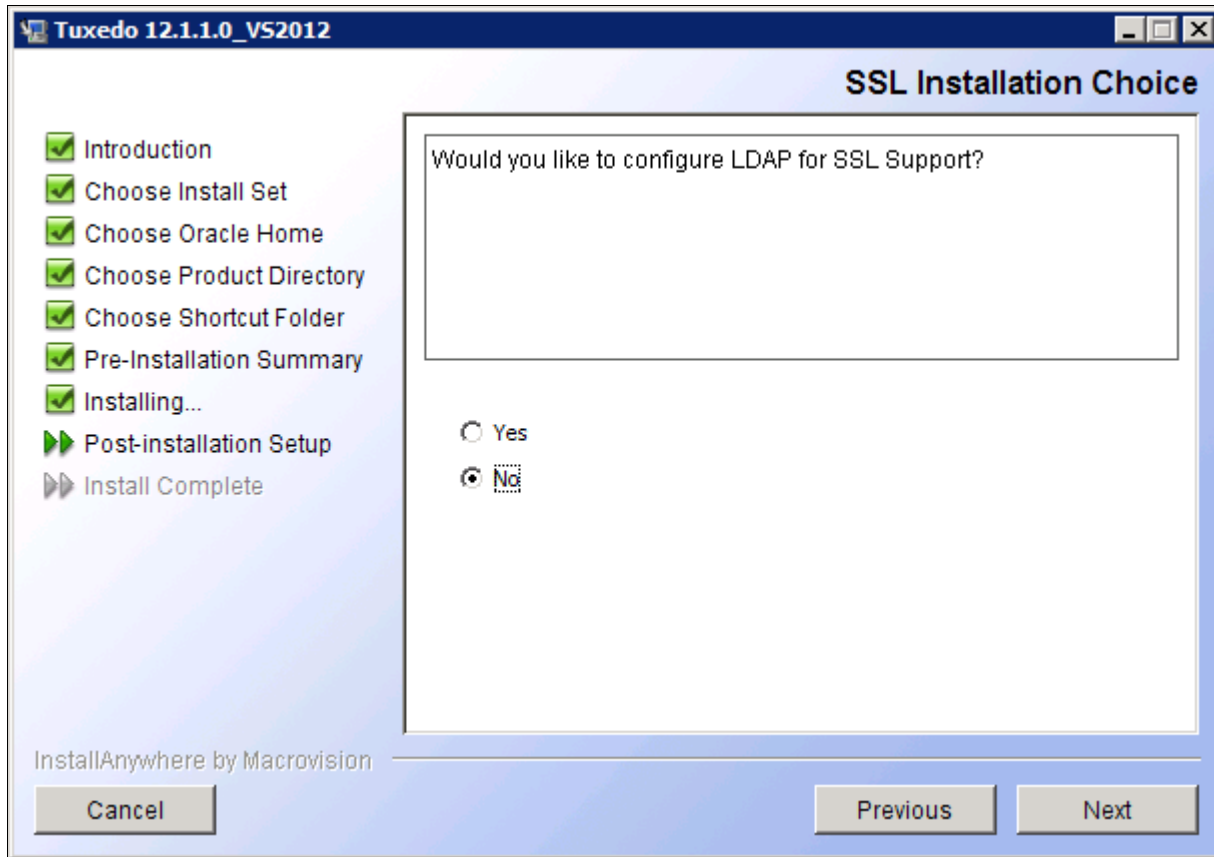 Tuxedo 12.1.1.0_VS2012
SSL Installation Choice
Introduction
Choose Install Set
Choose Oracle Home
Choose Product Directory
Choose Shortcut Folder
Pre-Installation Summary
Installing...
Post-installation Setup
Install Complete
Would you like to configure LDAP for SSL Support?
Yes
No
InstallAnywhere by Macrovision
Cancel
Previous
Next